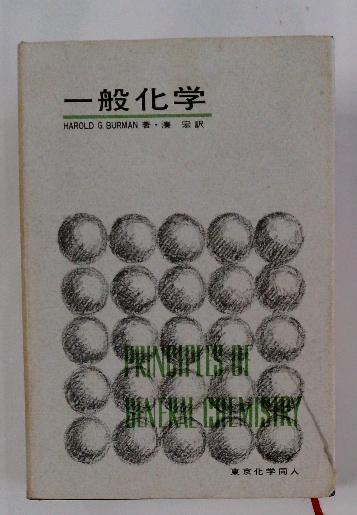 一般化学
HAROLD G. BURMAN 著・湊 宏 訳
PRINCIPLES OF
GENERAL CHEMISTRY
東京化学同人